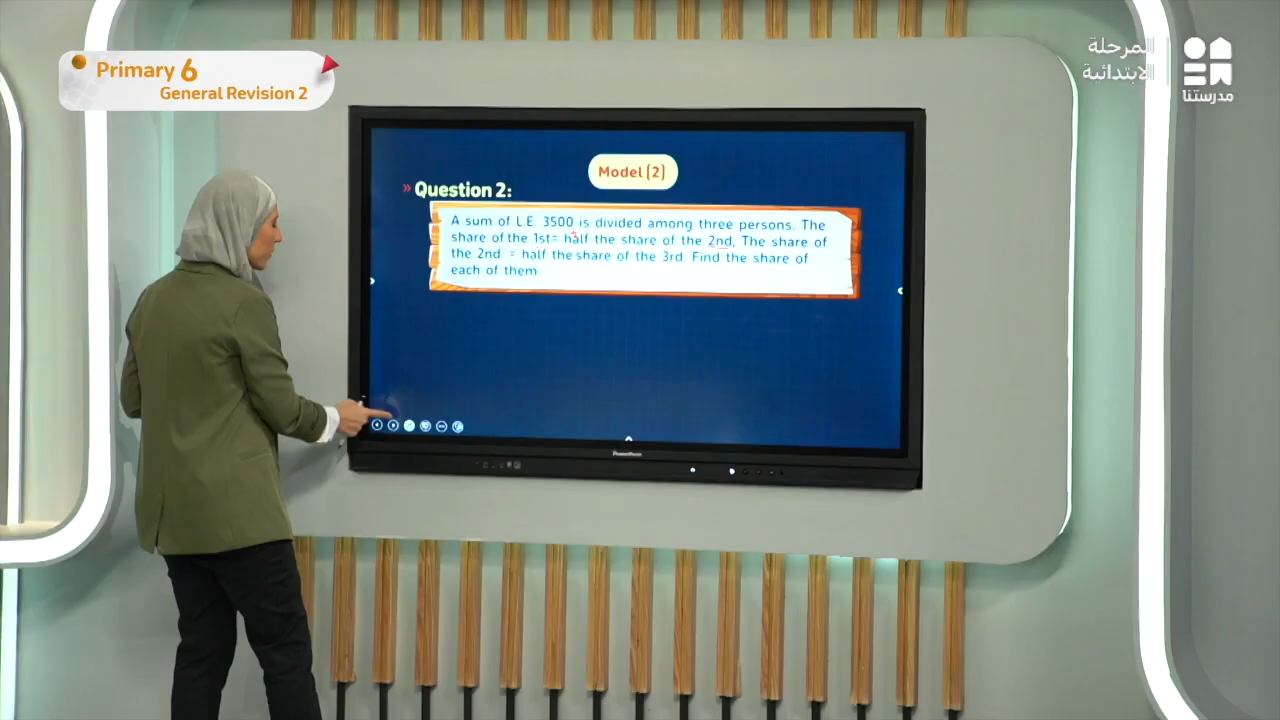 Primary 6
General Revision 2
المرحلة
الابتدائية
مدرستنا
Model (2)
» Question 2:
A sum of L.E. 3500 is divided among three persons. The
share of the 1st= half the share of the 2nd. The share of
the 2nd = half the share of the 3rd. Find the share of
each of them
Promethean